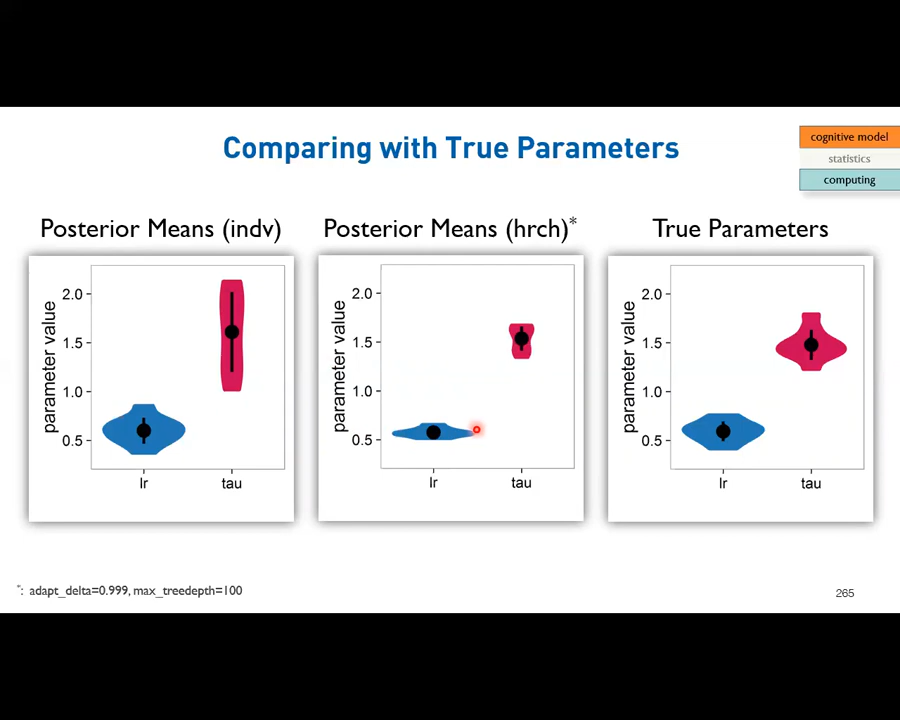 Comparing with True Parameters
cognitive model
statistics
computing
Posterior Means (indv)
Posterior Means (hrch)*
True Parameters
parameter value
2.0
1.5
1.0
0.5
lr
tau
parameter value
2.0
1.5
1.0
0.5
lr
tau
parameter value
2.0
1.5
1.0
0.5
lr
tau
*: adapt_delta=0.999, max_treedepth=100
265